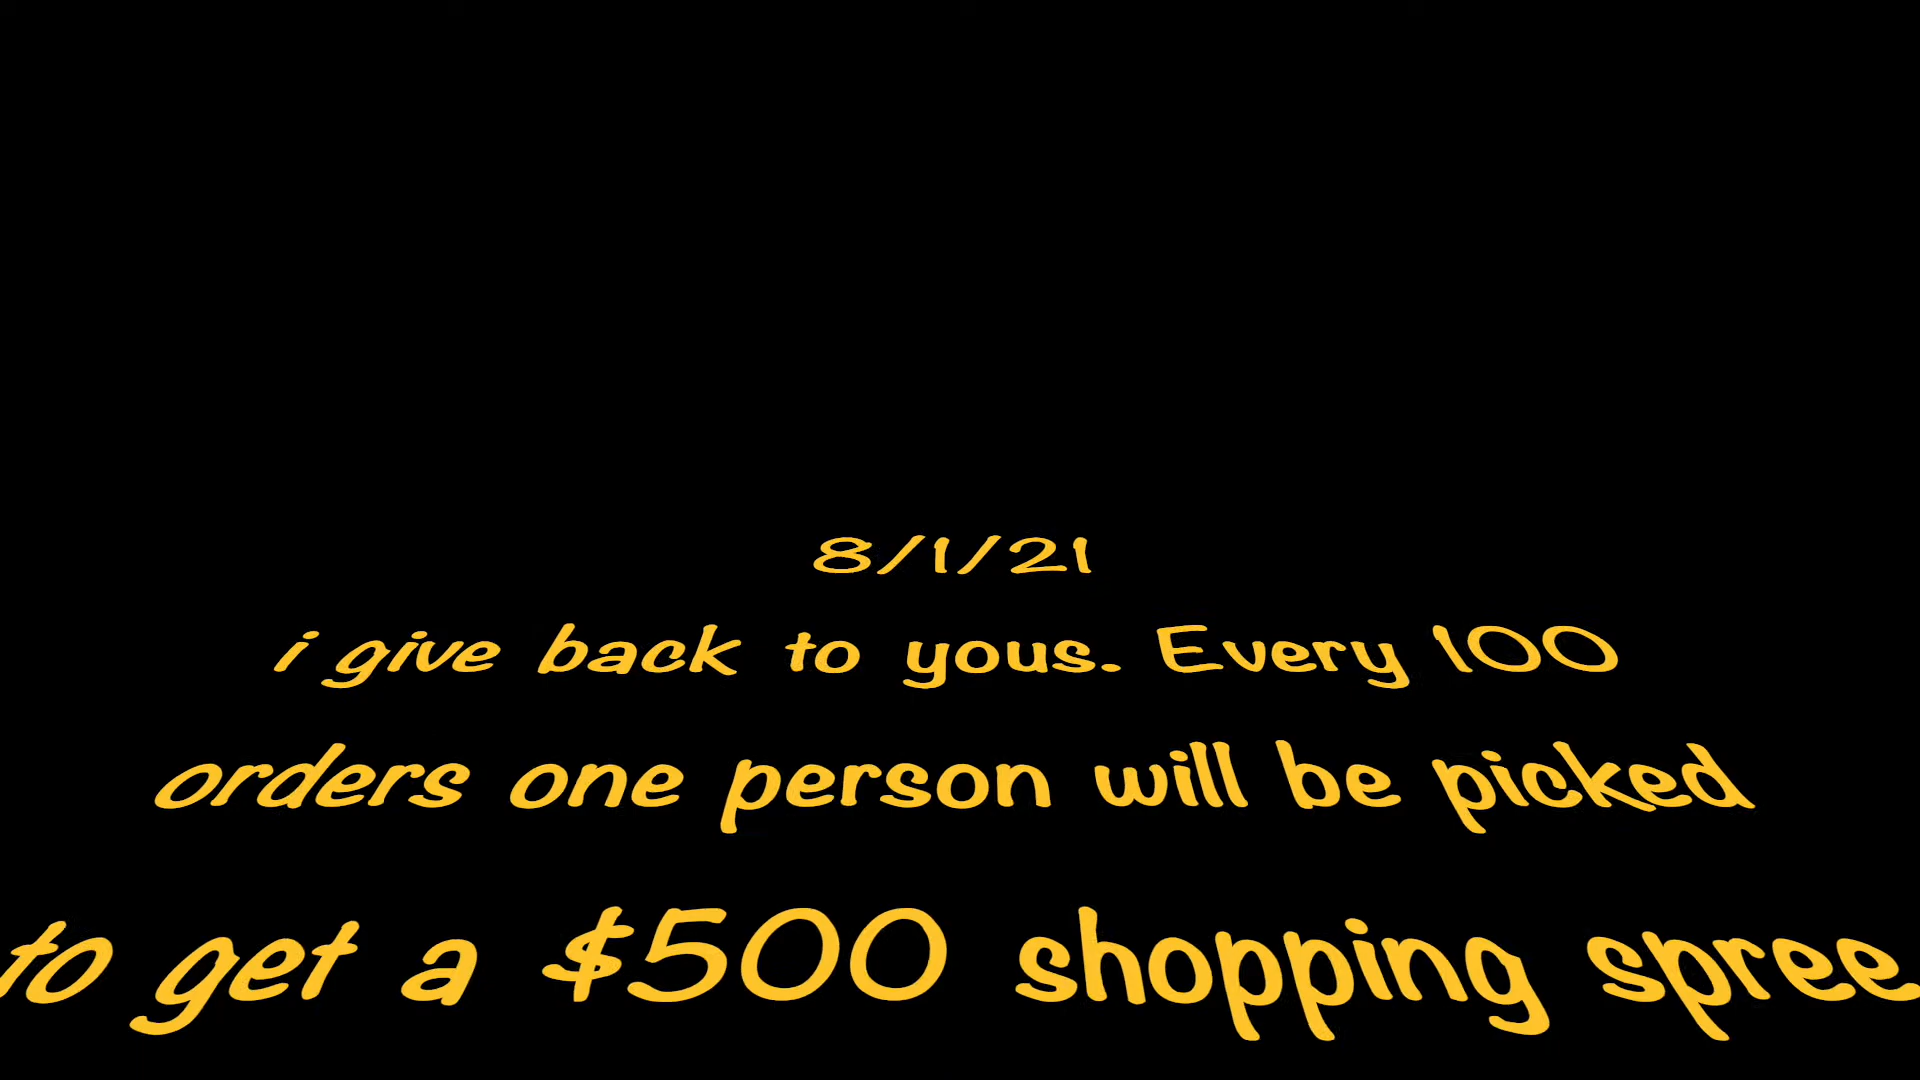 8/1/21
i give back to yous. Every 100
orders one person will be picked
to get a $500 shopping spree